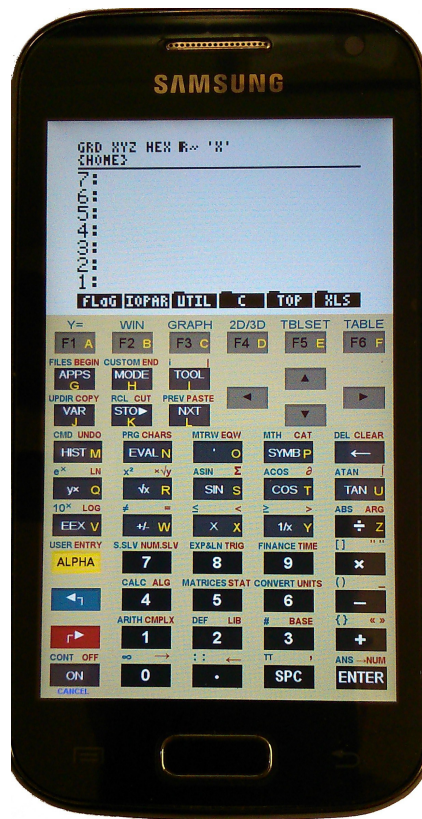 SAMSUNG
GRD XYZ HEX R~ 'X'
{HOME}
7:
6:
5:
4:
3:
2:
1:
FLaG IOPAR UTIL C TOP XLS
Y= WIN GRAPH 2D/3D TBLSET TABLE
F1 A F2 B F3 C F4 D F5 E F6 F
FILES BEGIN CUSTOM END i |
APPS G MODE H TOOL I ▲
UPDIR COPY RCL CUT PREV PASTE ◄ ►
VAR J STO► K NXT L ▼
CMD UNDO PRG CHARS MTRW EQW MTH CAT DEL CLEAR
HIST M EVAL N ' O SYMB P ←
eˣ LN x² ˣ√y ASIN Σ ACOS ∂ ATAN ∫
yˣ Q √x R SIN S COS T TAN U
10ˣ LOG ≠ = ≤ < ≥ > ABS ARG
EEX V +/- W X X 1/x Y ÷ Z
USER ENTRY S.SLV NUM.SLV EXP&LN TRIG FINANCE TIME [ ] " "
ALPHA 7 8 9 ×
CALC ALG MATRICES STAT CONVERT UNITS ( ) _
4 5 6 −
ARITH CMPLX DEF LIB # BASE { } « »
1 2 3 +
CONT OFF ∞ → : : ← π , ANS →NUM
ON 0 . SPC ENTER
CANCEL